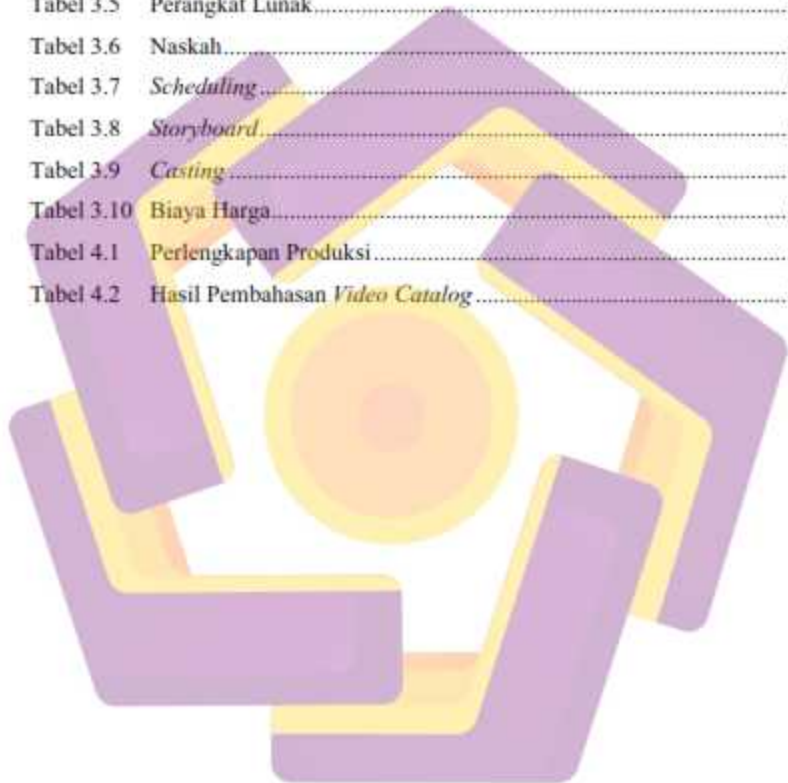 Tabel 3.5 Perangkat Lunak
Tabel 3.6 Naskah
Tabel 3.7 Scheduling
Tabel 3.8 Storyboard
Tabel 3.9 Casting
Tabel 3.10 Biaya Harga
Tabel 4.1 Perlengkapan Produksi
Tabel 4.2 Hasil Pembahasan Video Catalog